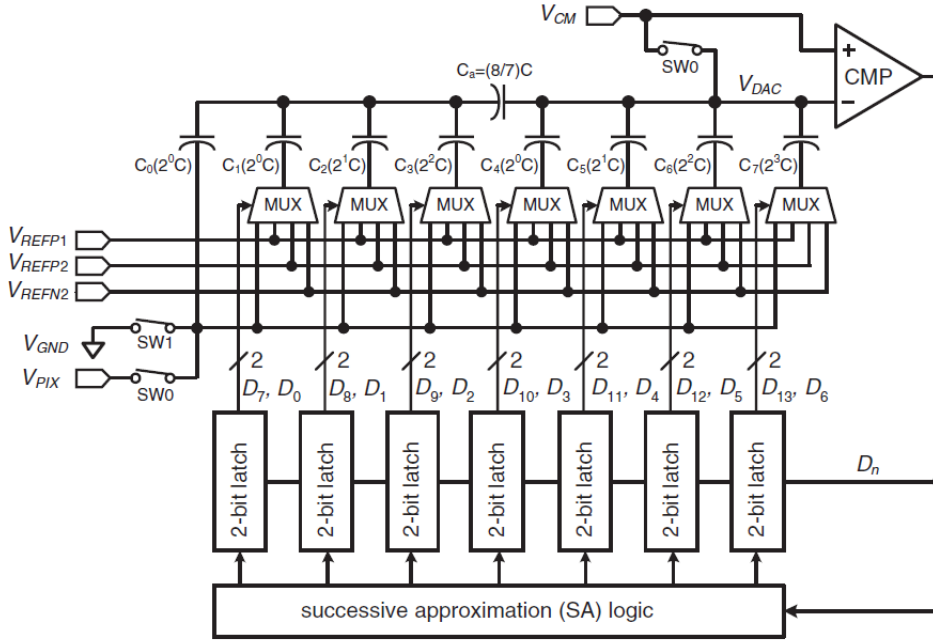 V_CM
SW0
+
CMP
C_a=(8/7)C
V_DAC
−
C_0(2^0C)
C_1(2^0C)
C_2(2^1C)
C_3(2^2C)
C_4(2^0C)
C_5(2^1C)
C_6(2^2C)
C_7(2^3C)
MUX
MUX
MUX
MUX
MUX
MUX
MUX
V_REFP1
V_REFP2
V_REFN2
V_GND
SW1
V_PIX
SW0
2
2
2
2
2
2
2
D_7, D_0
D_8, D_1
D_9, D_2
D_10, D_3
D_11, D_4
D_12, D_5
D_13, D_6
2-bit latch
2-bit latch
2-bit latch
2-bit latch
2-bit latch
2-bit latch
2-bit latch
D_n
successive approximation (SA) logic